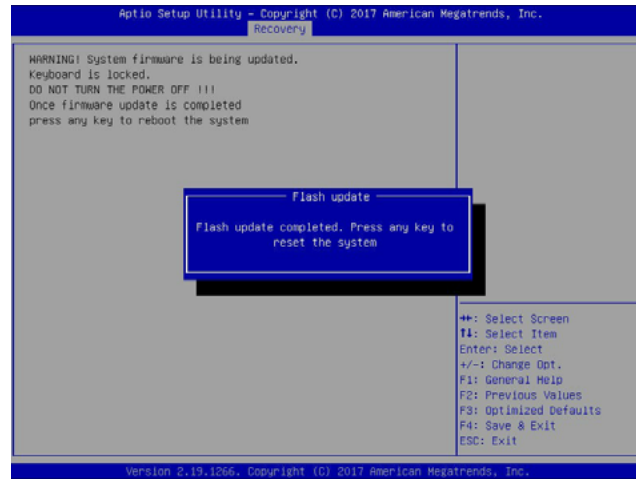 Aptio Setup Utility – Copyright (C) 2017 American Megatrends, Inc.
Recovery
WARNING! System firmware is being updated.
Keyboard is locked.
DO NOT TURN THE POWER OFF !!!
Once firmware update is completed
press any key to reboot the system
Flash update
Flash update completed. Press any key to
reset the system
→←: Select Screen
↑↓: Select Item
Enter: Select
+/-: Change Opt.
F1: General Help
F2: Previous Values
F3: Optimized Defaults
F4: Save & Exit
ESC: Exit
Version 2.19.1266. Copyright (C) 2017 American Megatrends, Inc.